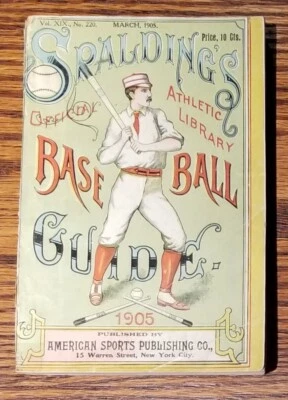 Vol. XIX., No. 220. MARCH, 1905. Price, 10 Cts.
SPALDING'S
OFFICIAL
ATHLETIC
LIBRARY
BASE BALL
GUIDE
1905
PUBLISHED BY
AMERICAN SPORTS PUBLISHING CO.,
15 Warren Street, New York City.